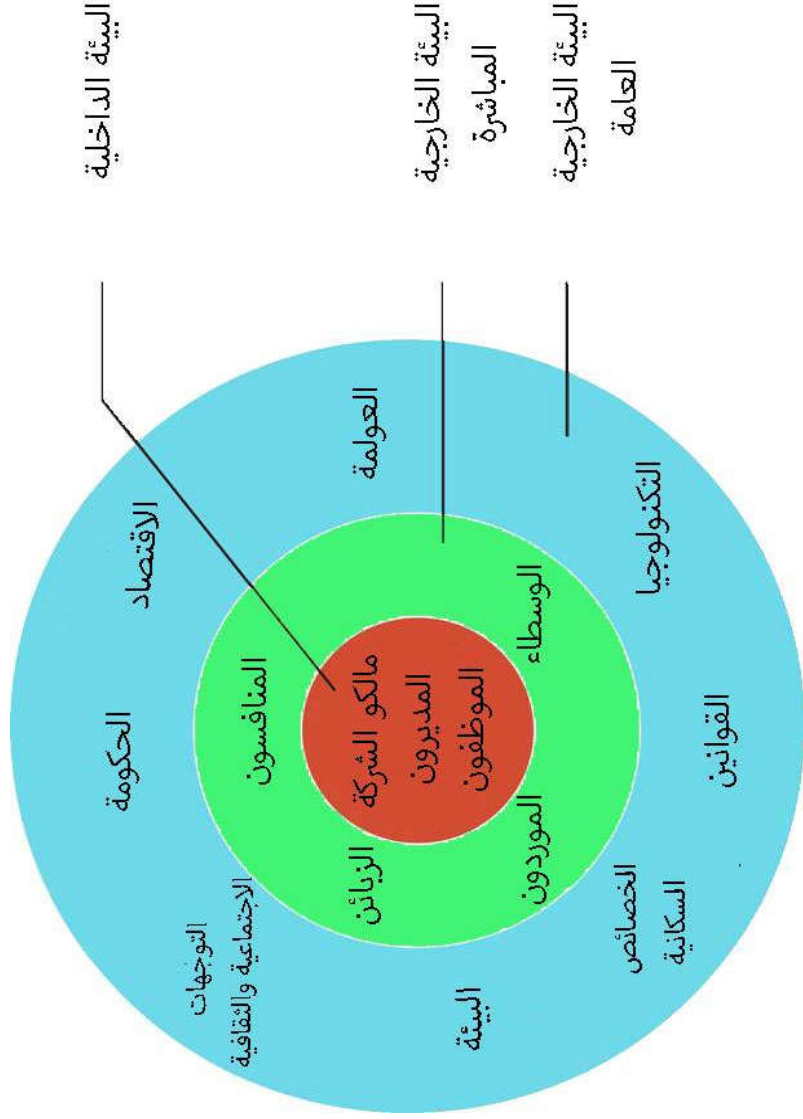 البيئة الداخلية
البيئة الخارجية
المباشرة
البيئة الخارجية
العامة
الحكومة
الاقتصاد
العولمة
التكنولوجيا
القوانين
الخصائص
السكانية
البيئة
التوجهات
الاجتماعية والثقافية
المنافسون
الوسطاء
الموردون
الزبائن
مالكو الشركة
المديرون
الموظفون